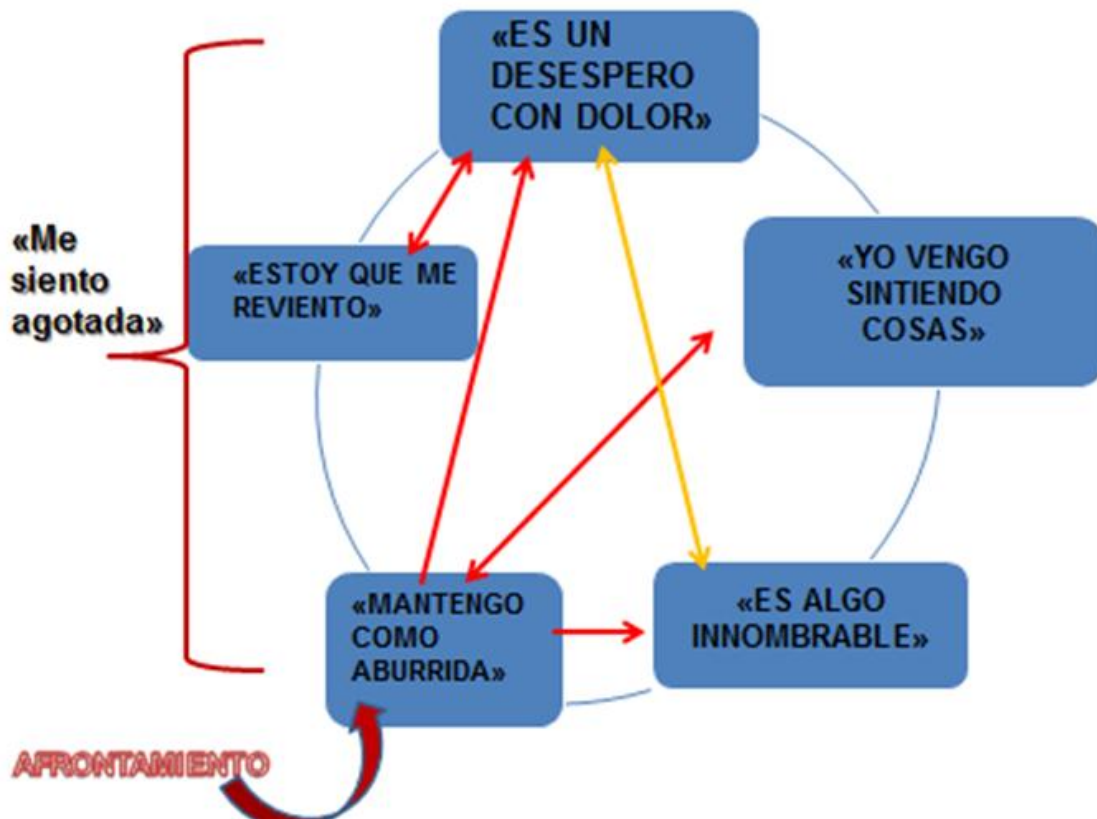 «ES UN
DESESPERO
CON DOLOR»
«Me
siento
agotada»
«ESTOY QUE ME
REVIENTO»
«YO VENGO
SINTIENDO
COSAS»
«MANTENGO
COMO
ABURRIDA»
«ES ALGO
INNOMBRABLE»
AFRONTAMIENTO